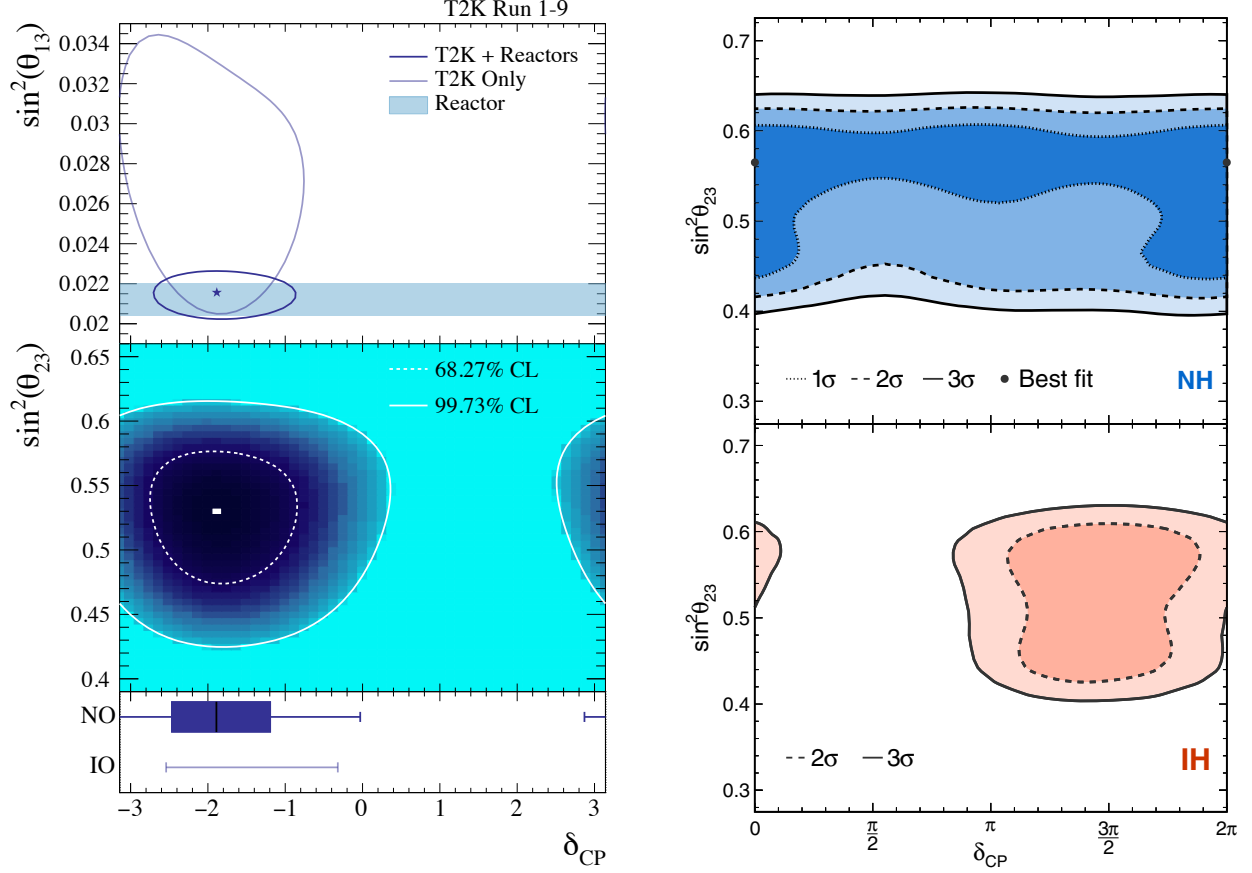 T2K Run 1-9
sin²(θ₁₃)
0.034
0.032
0.03
0.028
0.026
0.024
0.022
0.02
T2K + Reactors
T2K Only
Reactor
sin²(θ₂₃)
0.65
0.6
0.55
0.5
0.45
0.4
68.27% CL
99.73% CL
NO
IO
−3 −2 −1 0 1 2 3
δCP
sin²θ₂₃
0.7
0.6
0.5
0.4
0.3
1σ 2σ 3σ Best fit NH
sin²θ₂₃
0.7
0.6
0.5
0.4
0.3
2σ 3σ IH
0 π/2 π 3π/2 2π
δCP